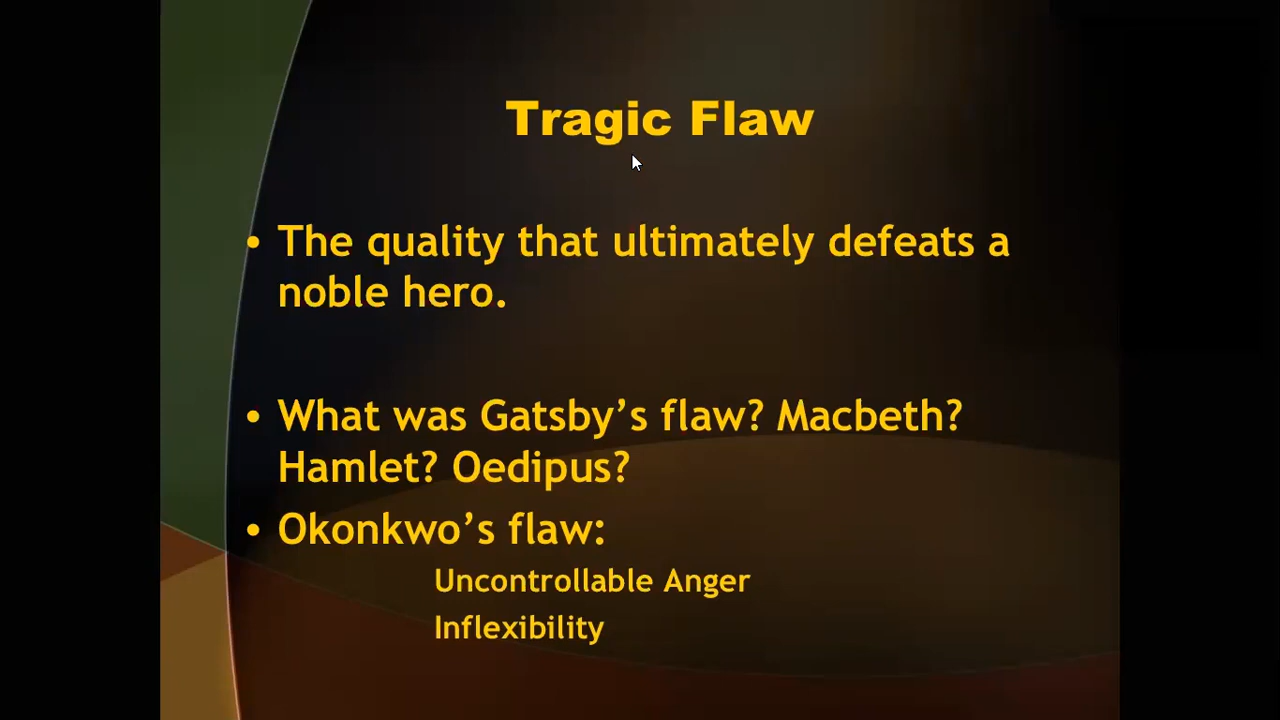 Tragic Flaw
• The quality that ultimately defeats a
noble hero.
• What was Gatsby’s flaw? Macbeth?
Hamlet? Oedipus?
• Okonkwo’s flaw:
Uncontrollable Anger
Inflexibility